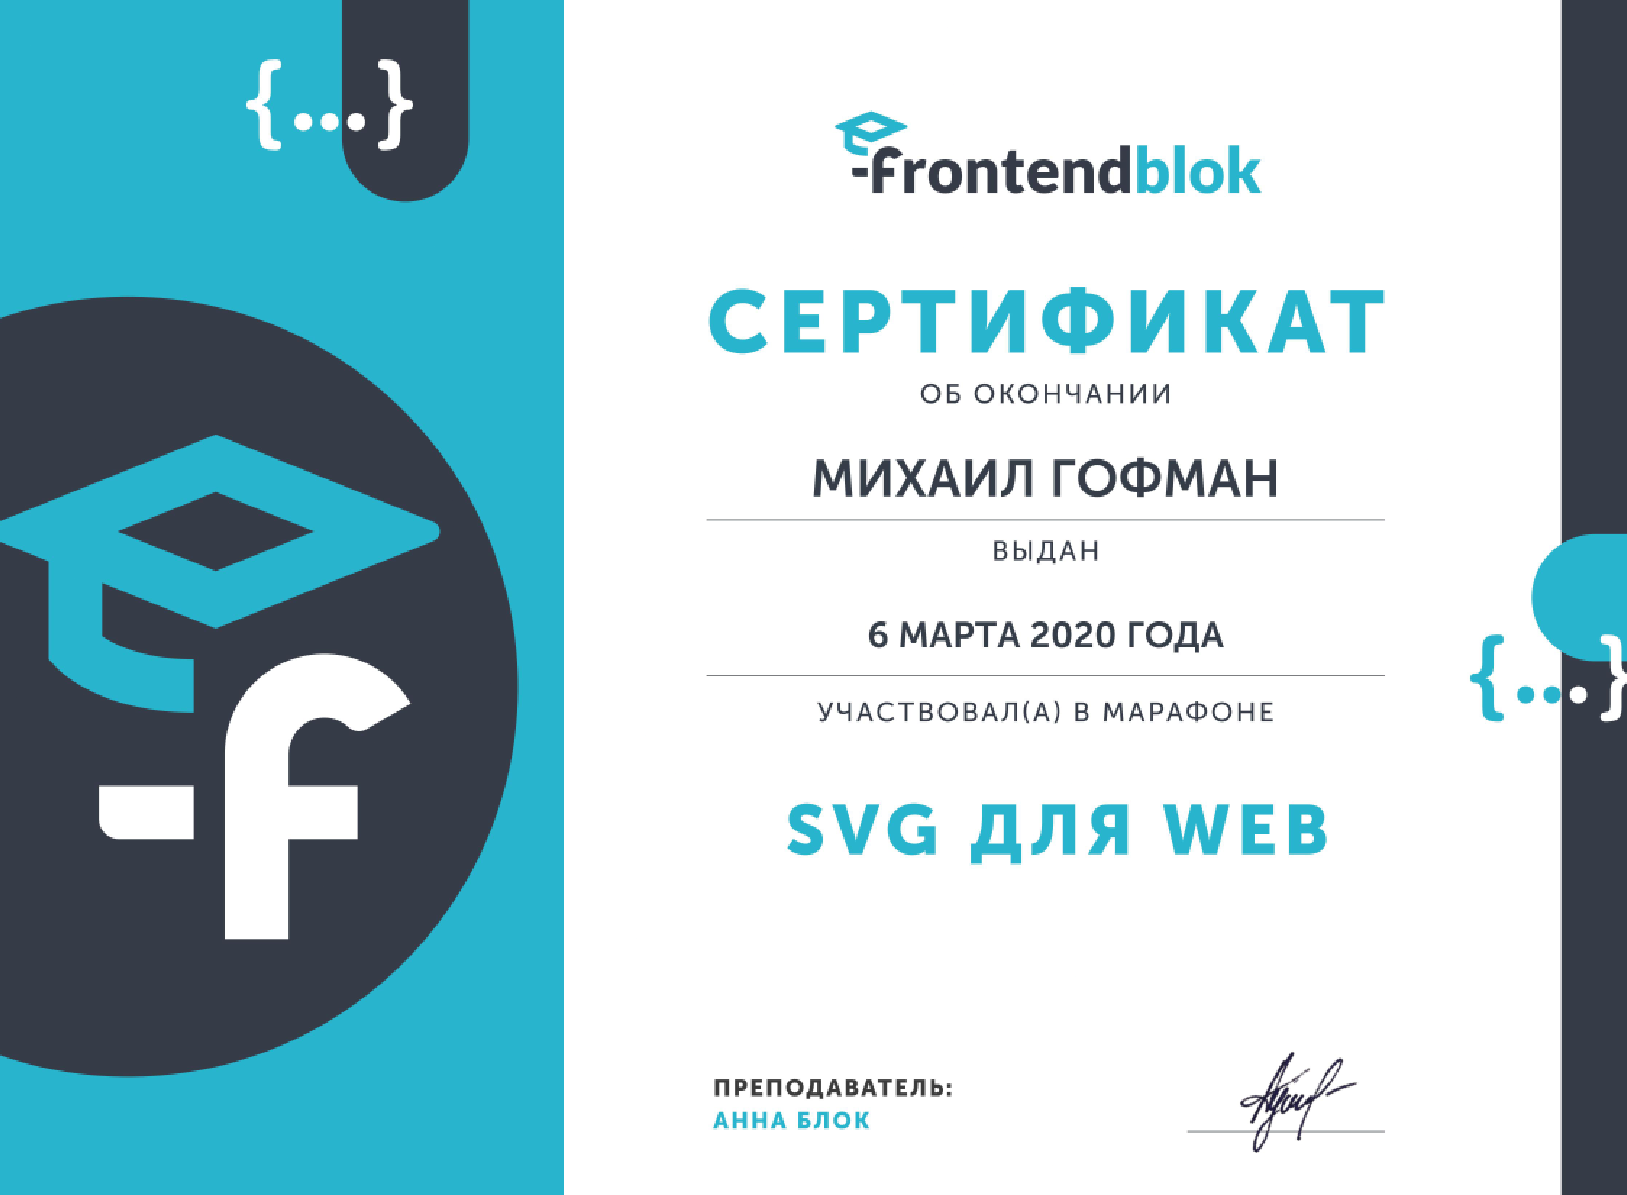 {...}
frontendblok
СЕРТИФИКАТ
ОБ ОКОНЧАНИИ
МИХАИЛ ГОФМАН
ВЫДАН
6 МАРТА 2020 ГОДА
УЧАСТВОВАЛ(А) В МАРАФОНЕ
{...}
-f
SVG ДЛЯ WEB
ПРЕПОДАВАТЕЛЬ:
АННА БЛОК